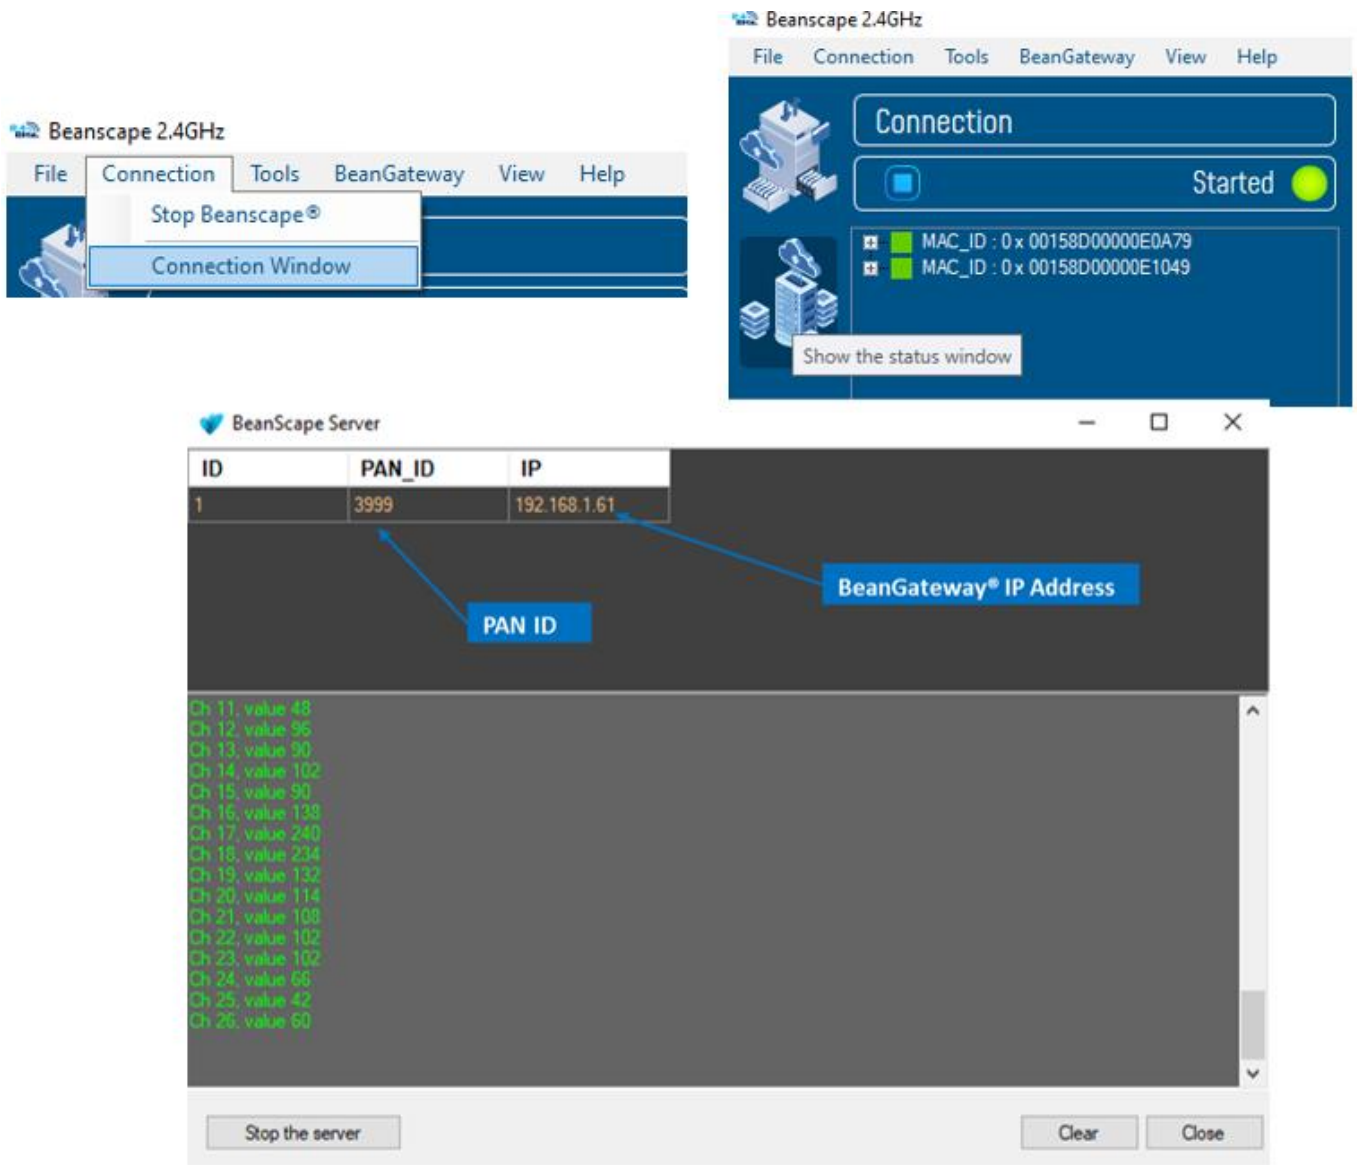 Beanscape 2.4GHz
File Connection Tools BeanGateway View Help
Stop Beanscape®
Connection Window
Beanscape 2.4GHz
File Connection Tools BeanGateway View Help
Connection
Started
MAC_ID : 0 x 00158D00000E0A79
MAC_ID : 0 x 00158D00000E1049
Show the status window
BeanScape Server
ID PAN_ID IP
1 3999 192.168.1.61
BeanGateway® IP Address
PAN ID
Ch 11, value 48
Ch 12, value 96
Ch 13, value 90
Ch 14, value 102
Ch 15, value 90
Ch 16, value 138
Ch 17, value 240
Ch 18, value 234
Ch 19, value 132
Ch 20, value 114
Ch 21, value 108
Ch 22, value 102
Ch 23, value 102
Ch 24, value 66
Ch 25, value 42
Ch 26, value 60
Stop the server Clear Close